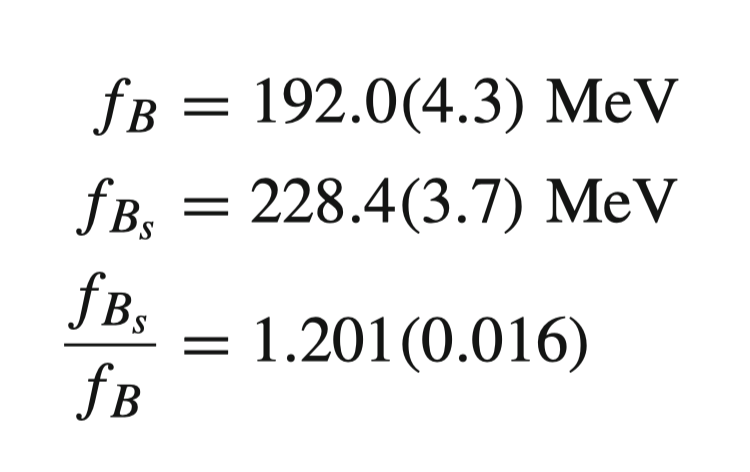 f_B = 192.0(4.3) MeV
f_{B_s} = 228.4(3.7) MeV
\frac{f_{B_s}}{f_B} = 1.201(0.016)